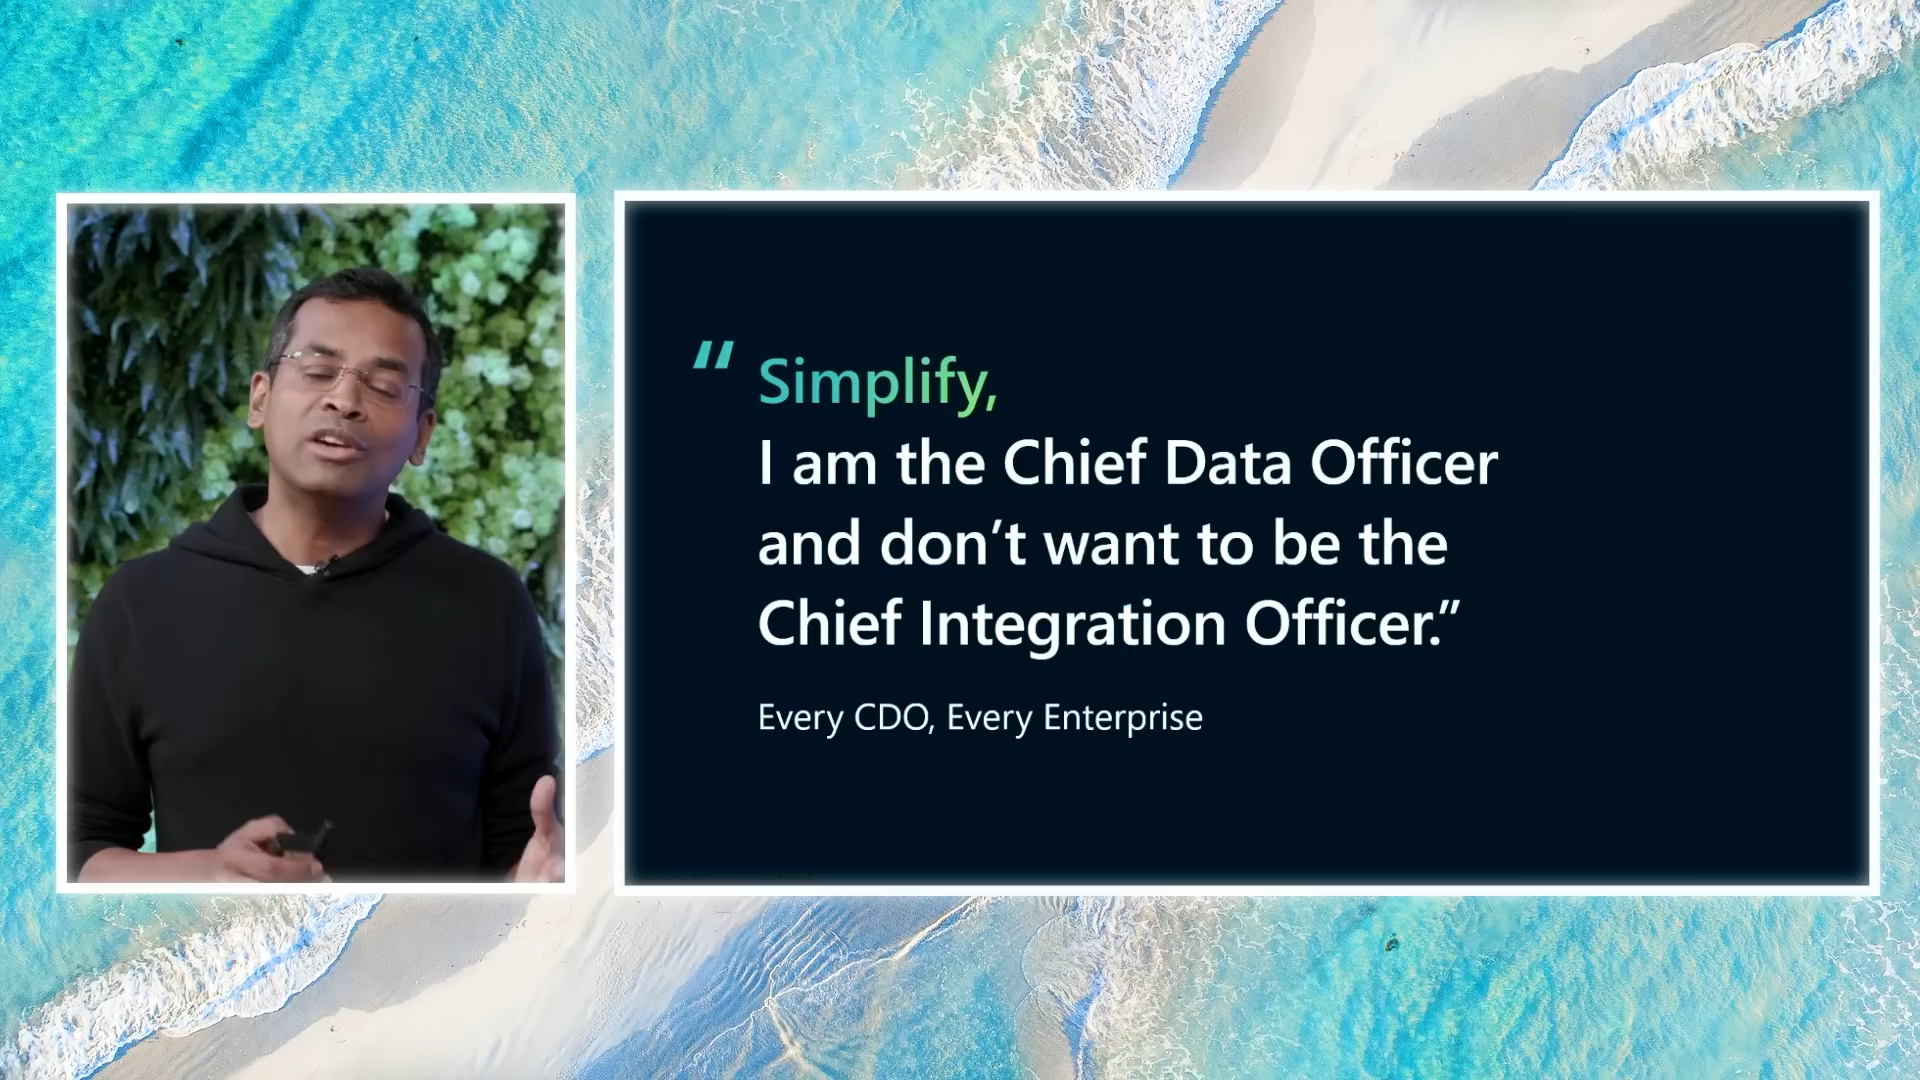 “ Simplify,
I am the Chief Data Officer
and don’t want to be the
Chief Integration Officer.”
Every CDO, Every Enterprise